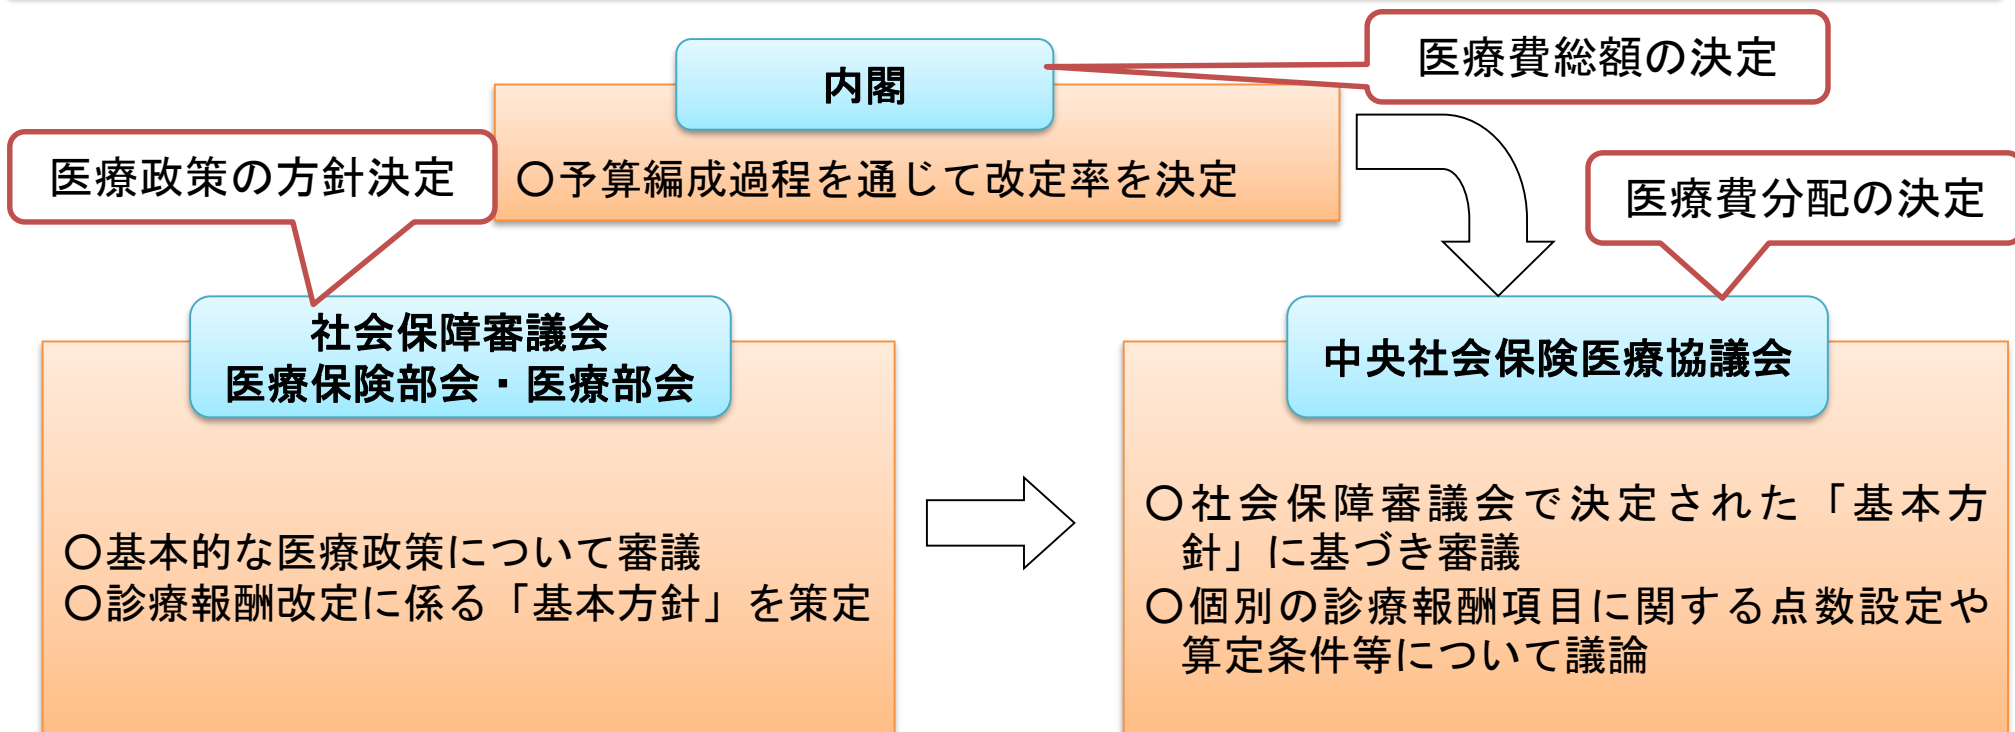 医療費総額の決定
内閣
医療政策の方針決定
〇予算編成過程を通じて改定率を決定
医療費分配の決定
社会保障審議会
医療保険部会・医療部会
〇基本的な医療政策について審議
〇診療報酬改定に係る「基本方針」を策定
中央社会保険医療協議会
〇社会保障審議会で決定された「基本方
針」に基づき審議
〇個別の診療報酬項目に関する点数設定や
算定条件等について議論